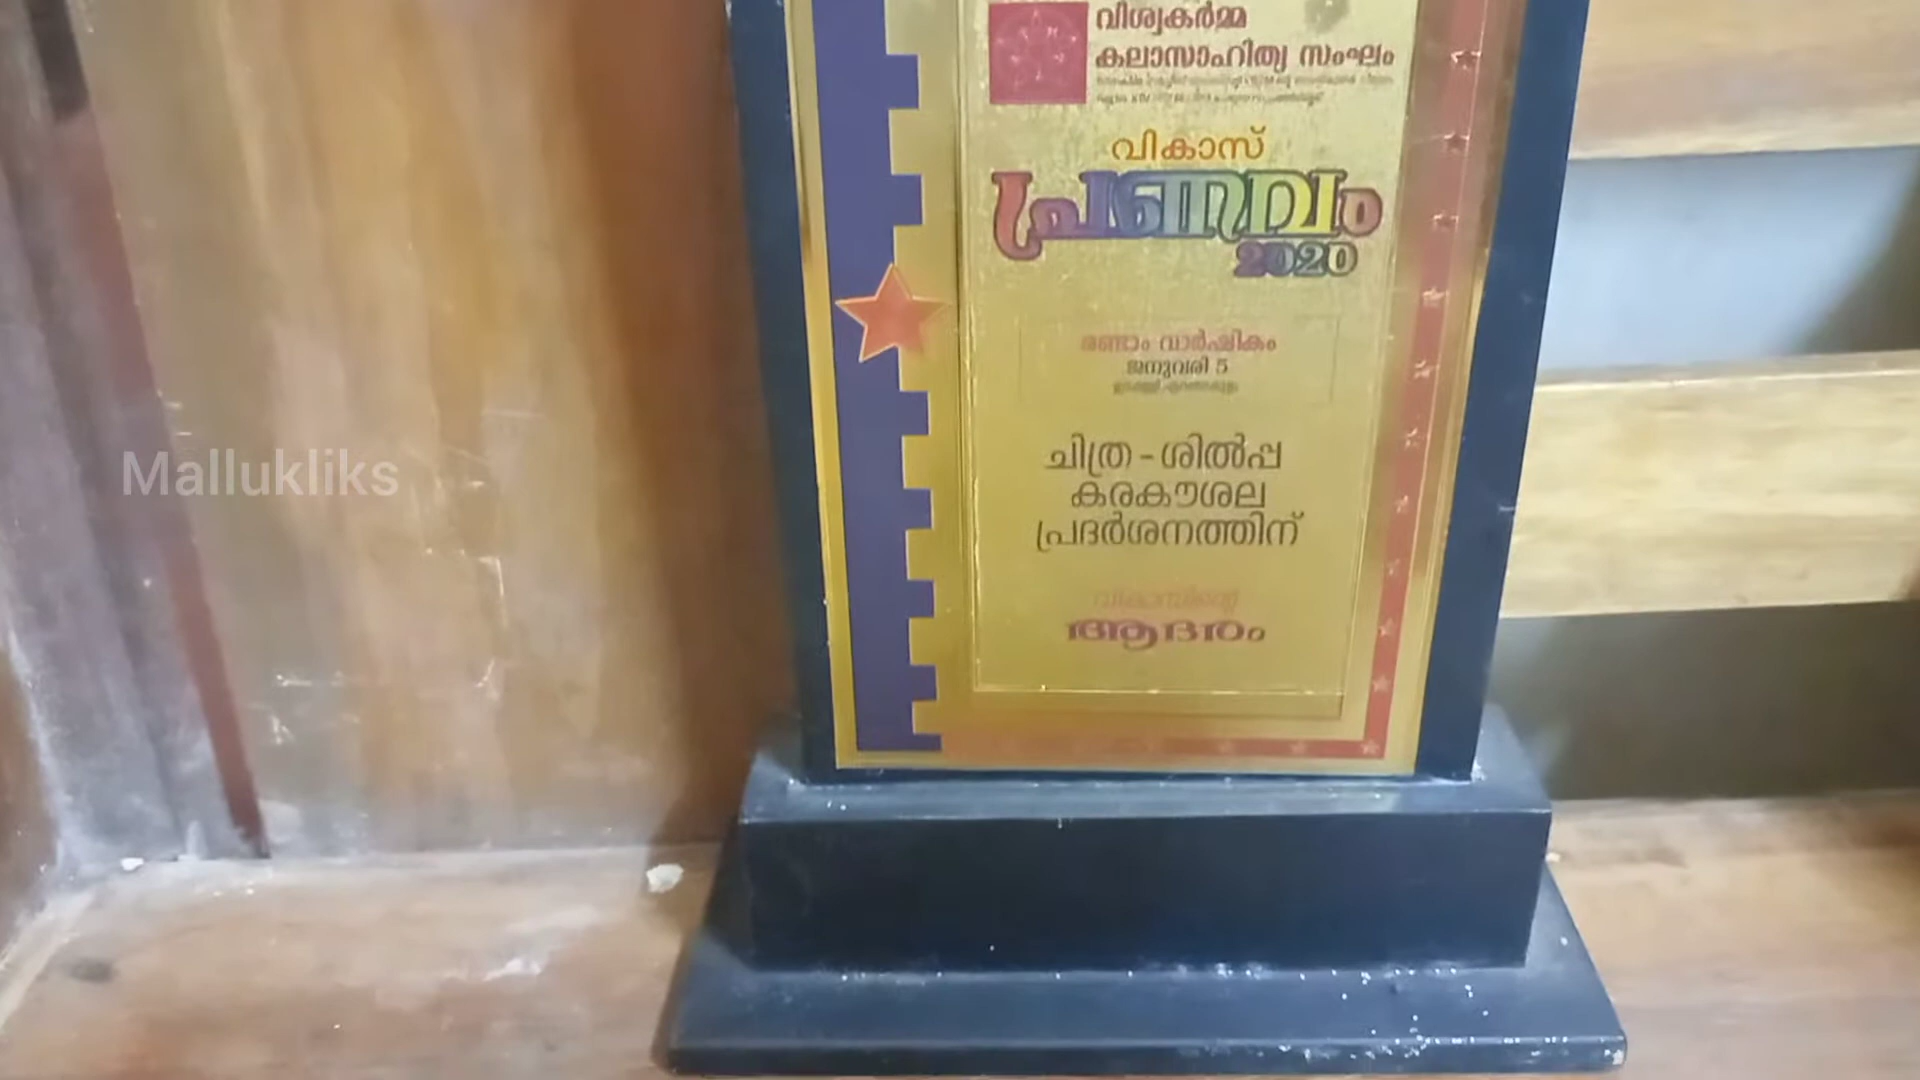 വിശ്വകർമ്മ
കലാസാഹിത്യ സംഘം
വികാസ്
പ്രണവം
2020
രണ്ടാം വാർഷികം
ജനുവരി 5
ചിത്ര - ശിൽപ്പ
കരകൗശല
പ്രദർശനത്തിന്
വികാസിന്റെ
ആദരം
Mallukliks